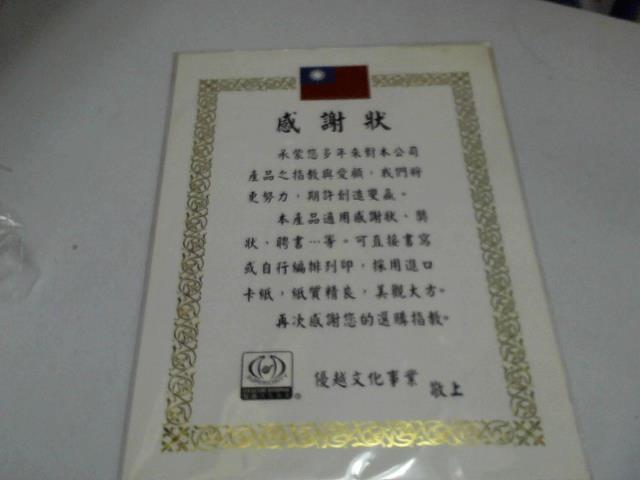 感謝狀
承蒙您多年來對本公司
產品之指教與愛顧，我們將
更努力，期許創造雙贏。
本產品適用感謝狀、獎
狀、聘書…等。可直接書寫
或自行編排列印，採用進口
卡紙，紙質精良，美觀大方。
再次感謝您的選購指教。
優越文化事業 敬上